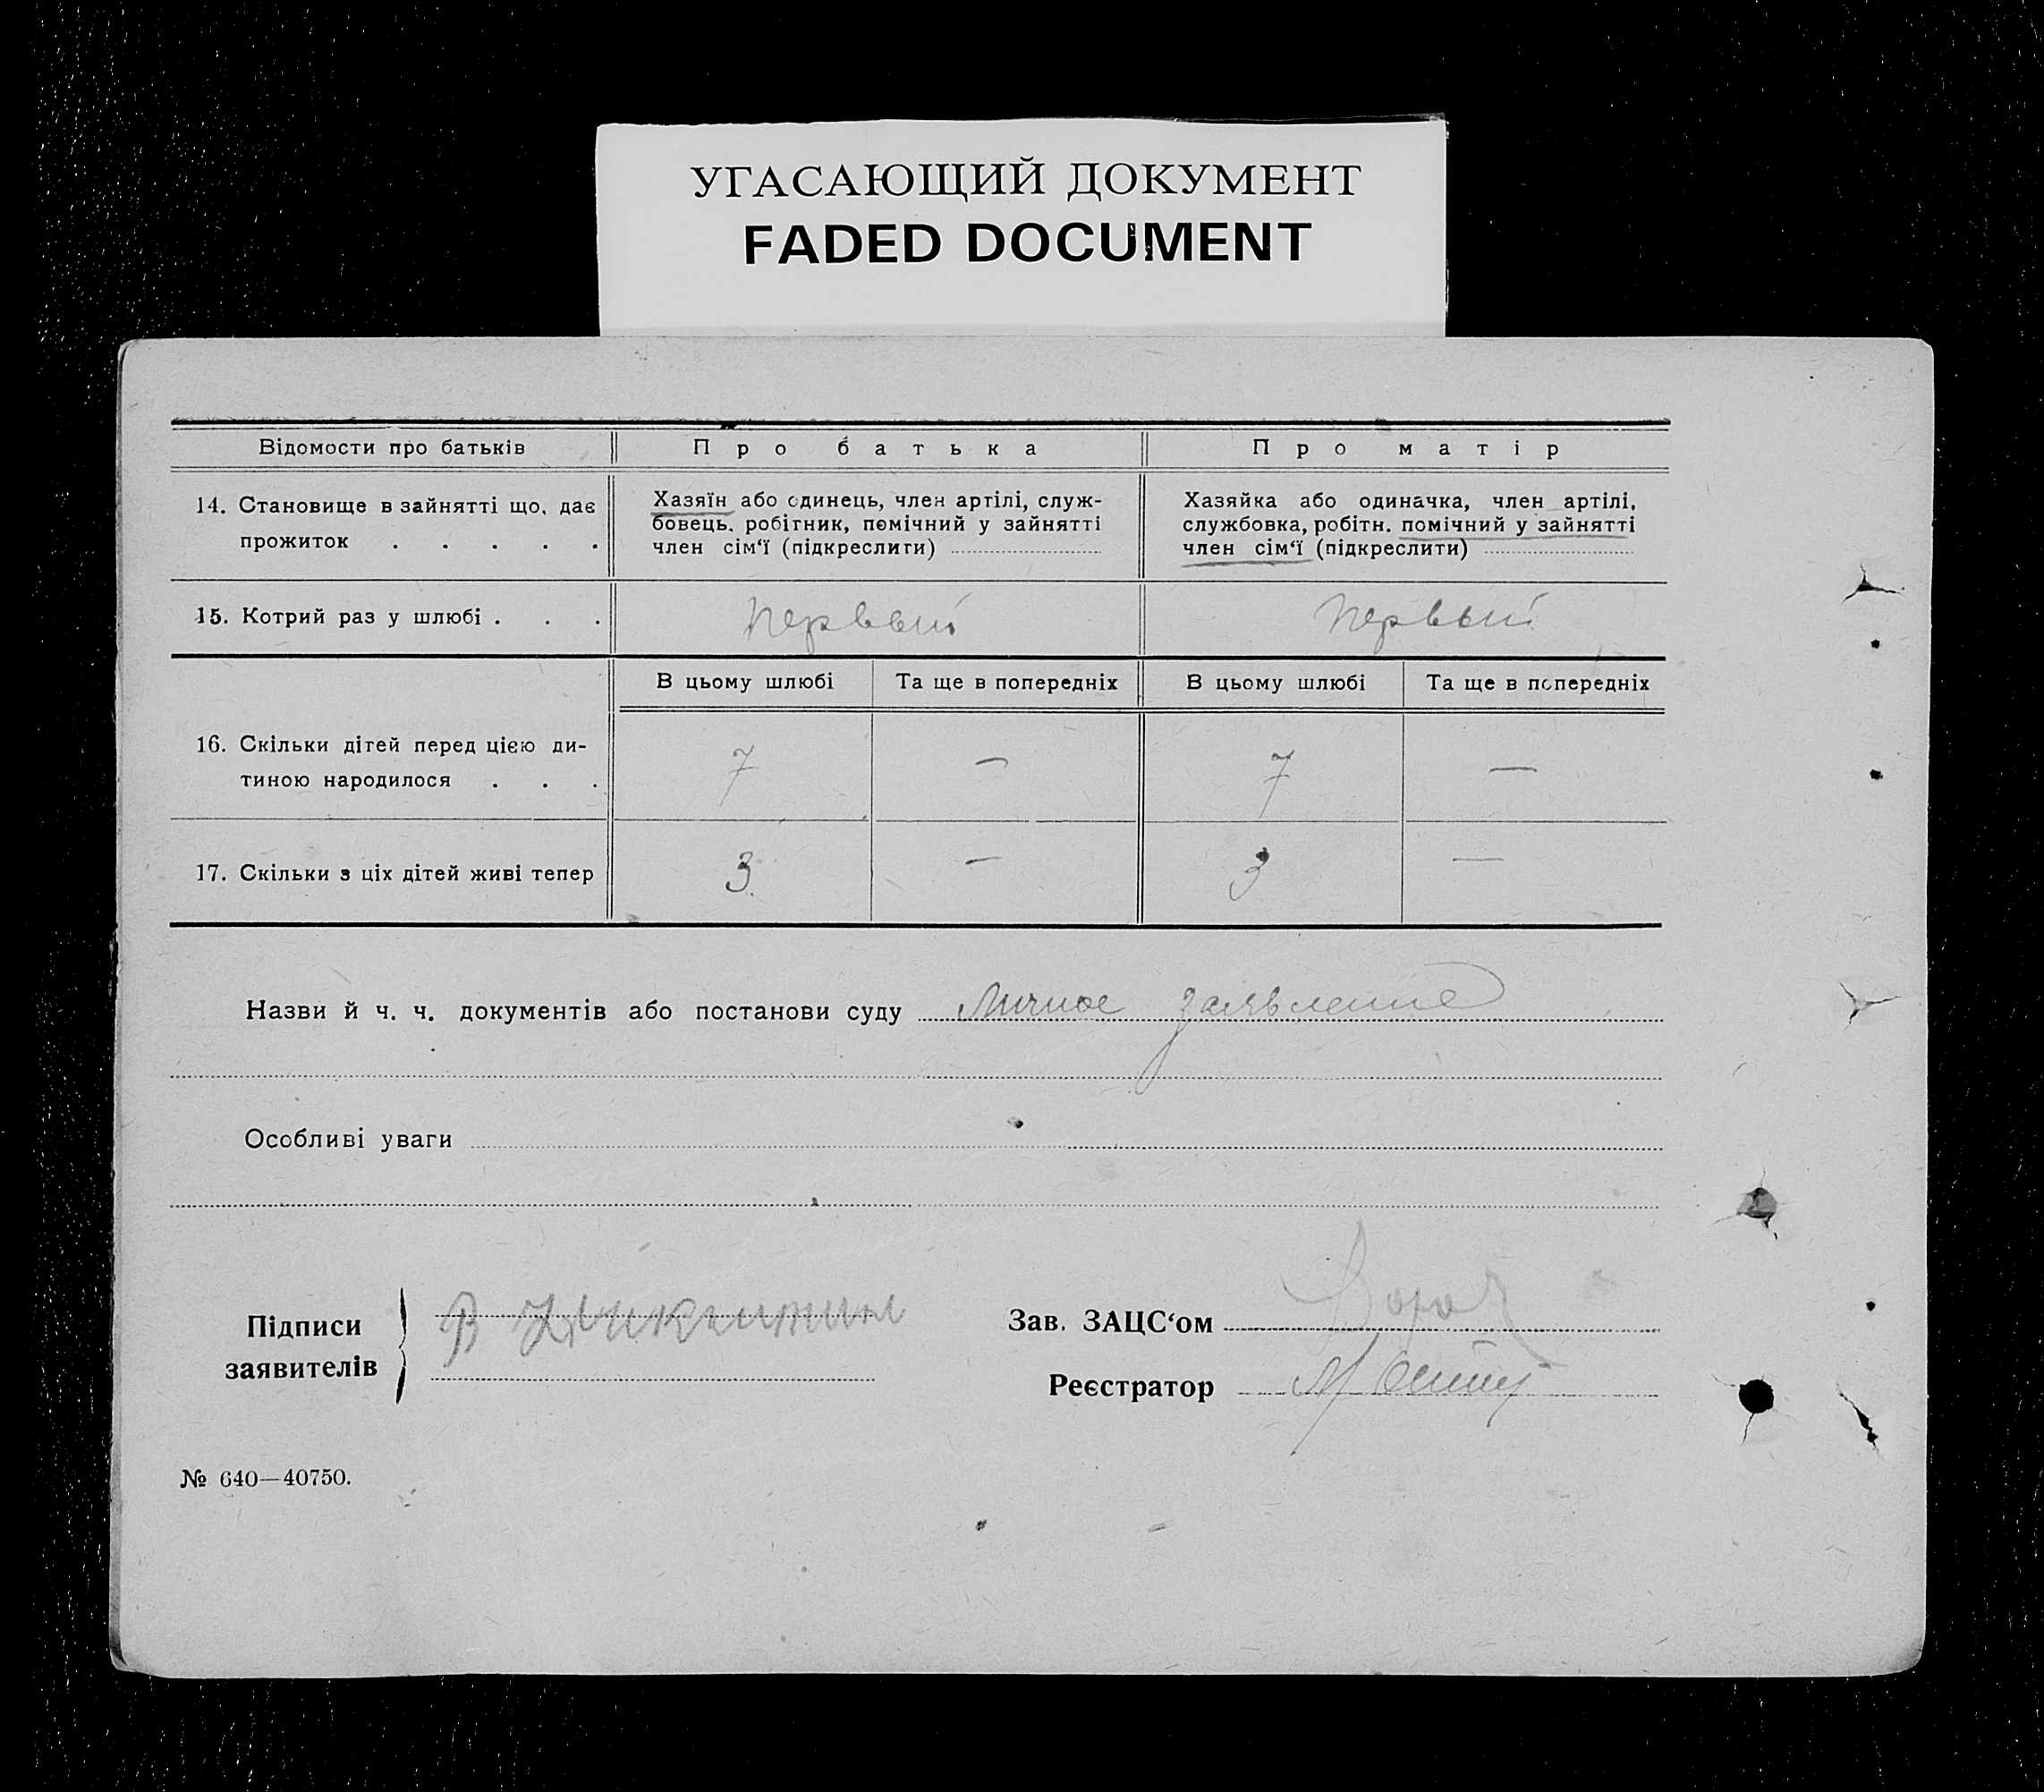 УГАСАЮЩИЙ ДОКУМЕНТ
FADED DOCUMENT
Відомости про батьків
Про батька
Про матір
14. Становище в зайнятті що, дає
прожиток . . . . .
Хазяїн або одинець, член артілі, служ-
бовець. робітник, помічний у зайнятті
член сім‘ї (підкреслити)
Хазяйка або одиначка, член артілі,
службовка, робітн. помічний у зайнятті
член сім‘ї (підкреслити)
15. Котрий раз у шлюбі . . .
первый
первый
В цьому шлюбі
Та ще в попередніх
В цьому шлюбі
Та ще в попередніх
16. Скільки дітей перед цією ди-
тиною народилося . . .
7
—
7
—
17. Скільки з ціх дітей живі тепер
3
—
3
—
Назви й ч. ч. документів або постанови суду личное заявление
Особливі уваги
Підписи
заявителів
В
Зав. ЗАЦС‘ом
Реєстратор
№ 640—40750.